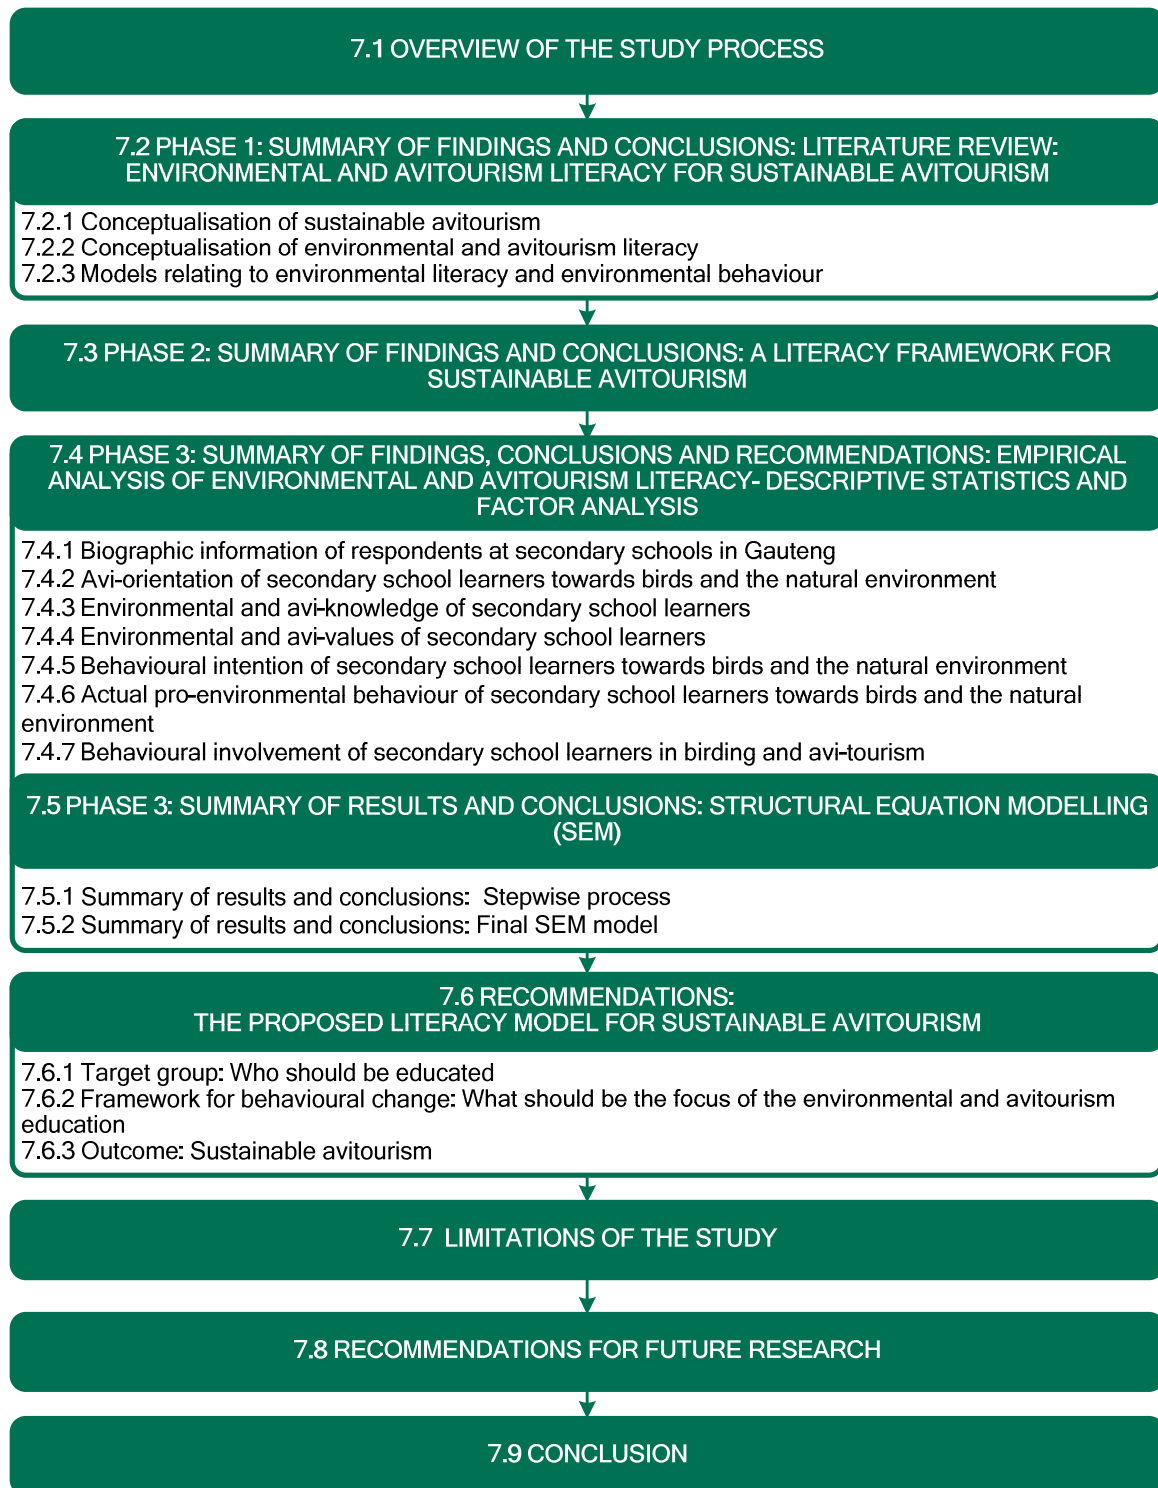 7.1 OVERVIEW OF THE STUDY PROCESS
7.2 PHASE 1: SUMMARY OF FINDINGS AND CONCLUSIONS: LITERATURE REVIEW:
ENVIRONMENTAL AND AVITOURISM LITERACY FOR SUSTAINABLE AVITOURISM
7.2.1 Conceptualisation of sustainable avitourism
7.2.2 Conceptualisation of environmental and avitourism literacy
7.2.3 Models relating to environmental literacy and environmental behaviour
7.3 PHASE 2: SUMMARY OF FINDINGS AND CONCLUSIONS: A LITERACY FRAMEWORK FOR
SUSTAINABLE AVITOURISM
7.4 PHASE 3: SUMMARY OF FINDINGS, CONCLUSIONS AND RECOMMENDATIONS: EMPIRICAL
ANALYSIS OF ENVIRONMENTAL AND AVITOURISM LITERACY- DESCRIPTIVE STATISTICS AND
FACTOR ANALYSIS
7.4.1 Biographic information of respondents at secondary schools in Gauteng
7.4.2 Avi-orientation of secondary school learners towards birds and the natural environment
7.4.3 Environmental and avi-knowledge of secondary school learners
7.4.4 Environmental and avi-values of secondary school learners
7.4.5 Behavioural intention of secondary school learners towards birds and the natural environment
7.4.6 Actual pro-environmental behaviour of secondary school learners towards birds and the natural
environment
7.4.7 Behavioural involvement of secondary school learners in birding and avi-tourism
7.5 PHASE 3: SUMMARY OF RESULTS AND CONCLUSIONS: STRUCTURAL EQUATION MODELLING
(SEM)
7.5.1 Summary of results and conclusions:  Stepwise process
7.5.2 Summary of results and conclusions: Final SEM model
7.6 RECOMMENDATIONS:
THE PROPOSED LITERACY MODEL FOR SUSTAINABLE AVITOURISM
7.6.1 Target group: Who should be educated
7.6.2 Framework for behavioural change: What should be the focus of the environmental and avitourism
education
7.6.3 Outcome: Sustainable avitourism
7.7  LIMITATIONS OF THE STUDY
7.8 RECOMMENDATIONS FOR FUTURE RESEARCH
7.9 CONCLUSION